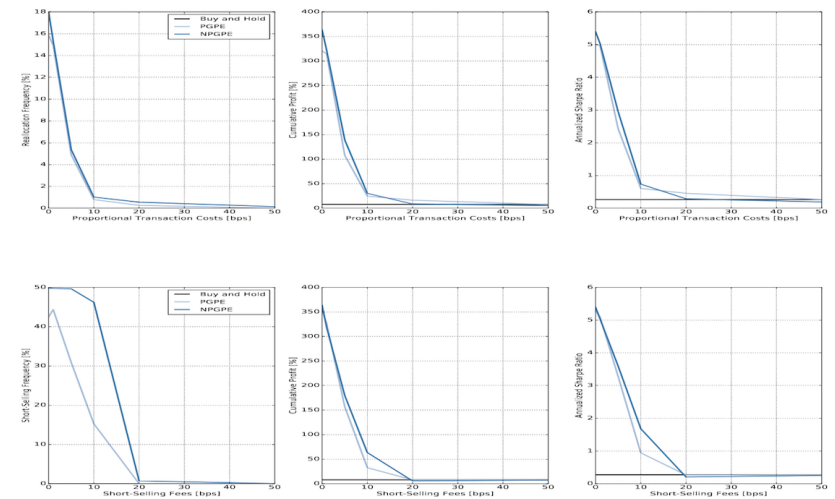 18
16
14
12
10
8
6
4
2
0
Reallocation Frequency [%]
Buy and Hold
PGPE
NPGPE
0 10 20 30 40 50
Proportional Transaction Costs [bps]
400
350
300
250
200
150
100
50
0
Cumulative Profit [%]
0 10 20 30 40 50
Proportional Transaction Costs [bps]
6
5
4
3
2
1
0
Annualized Sharpe Ratio
0 10 20 30 40 50
Proportional Transaction Costs [bps]
50
40
30
20
10
0
Short-Selling Frequency [%]
Buy and Hold
PGPE
NPGPE
0 10 20 30 40 50
Short-Selling Fees [bps]
400
350
300
250
200
150
100
50
0
Cumulative Profit [%]
0 10 20 30 40 50
Short-Selling Fees [bps]
6
5
4
3
2
1
0
Annualized Sharpe Ratio
0 10 20 30 40 50
Short-Selling Fees [bps]